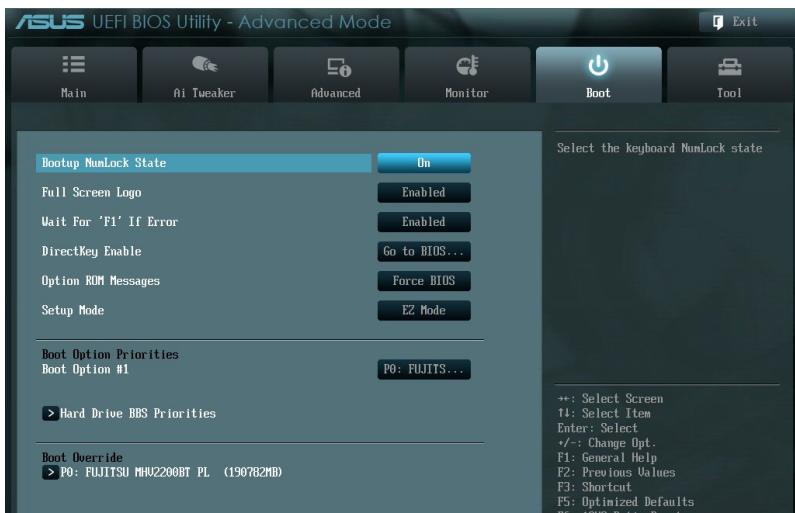 ASUS UEFI BIOS Utility - Advanced Mode
Exit
Main
Ai Tweaker
Advanced
Monitor
Boot
Tool
Bootup NumLock State
On
Full Screen Logo
Enabled
Wait For 'F1' If Error
Enabled
DirectKey Enable
Go to BIOS...
Option ROM Messages
Force BIOS
Setup Mode
EZ Mode
Boot Option Priorities
Boot Option #1
P0: FUJITS...
> Hard Drive BBS Priorities
Boot Override
> P0: FUJITSU MHV2200BT PL (190782MB)
Select the keyboard NumLock state
→←: Select Screen
↑↓: Select Item
Enter: Select
+/-: Change Opt.
F1: General Help
F2: Previous Values
F3: Shortcut
F5: Optimized Defaults